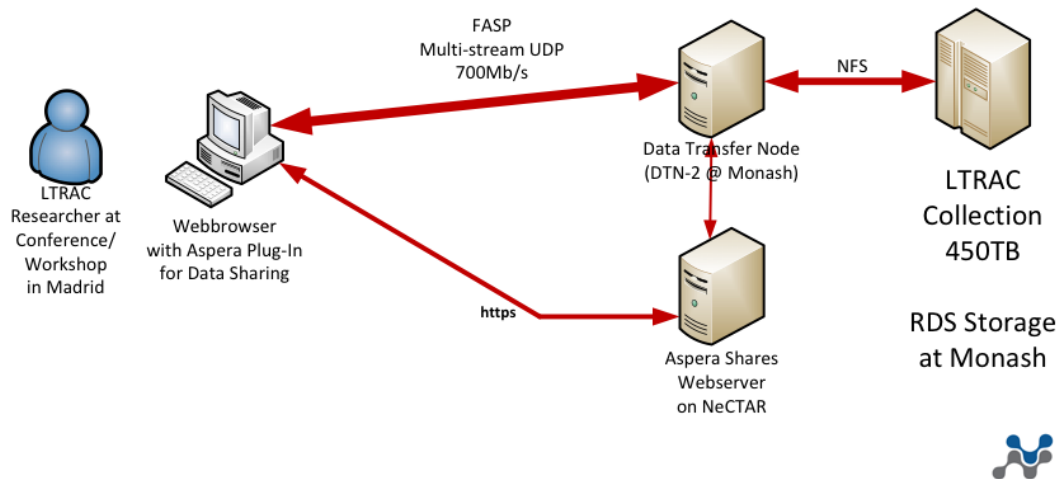 FASP
Multi-stream UDP
700Mb/s
NFS
LTRAC
Researcher at
Conference/
Workshop
in Madrid
Webbrowser
with Aspera Plug-In
for Data Sharing
Data Transfer Node
(DTN-2 @ Monash)
LTRAC
Collection
450TB
https
RDS Storage
at Monash
Aspera Shares
Webserver
on NeCTAR